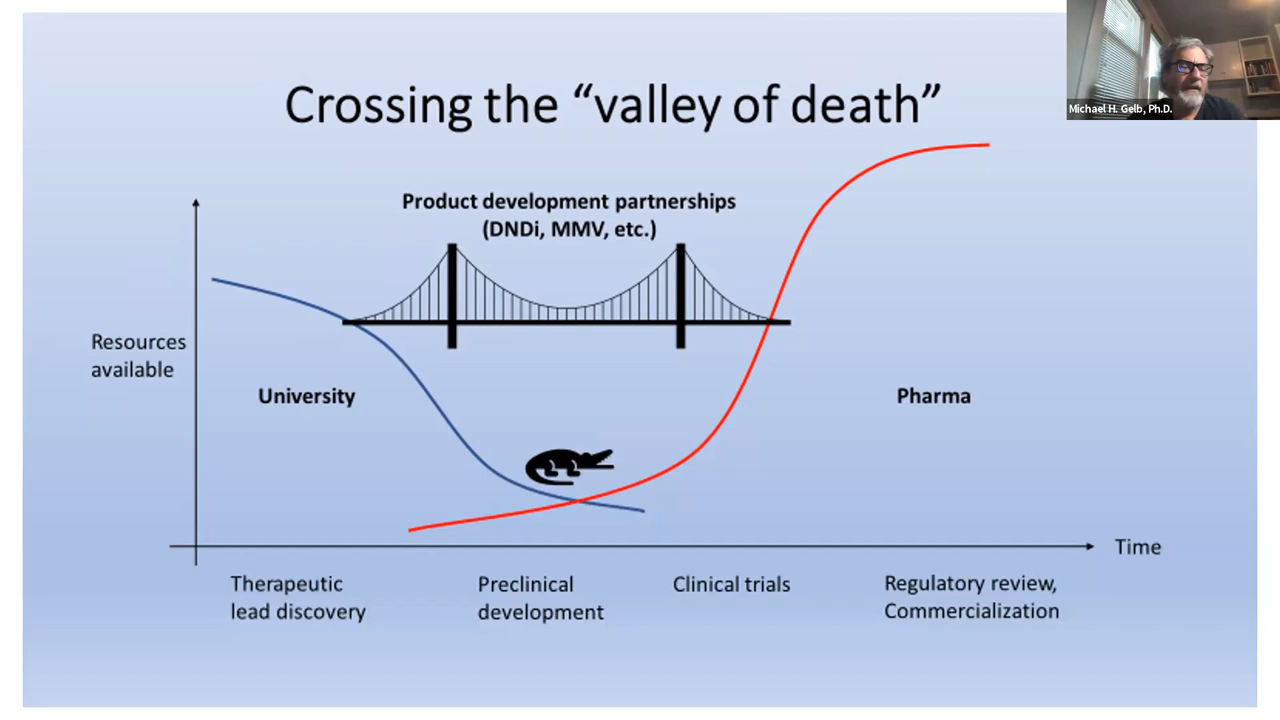 Crossing the “valley of death”
Michael H. Gelb, Ph.D.
Product development partnerships
(DNDi, MMV, etc.)
Resources
available
University
Pharma
Time
Therapeutic
lead discovery
Preclinical
development
Clinical trials
Regulatory review,
Commercialization